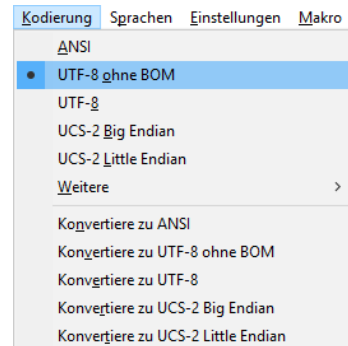 Kodierung Sprachen Einstellungen Makro
ANSI
UTF-8 ohne BOM
UTF-8
UCS-2 Big Endian
UCS-2 Little Endian
Weitere
Konvertiere zu ANSI
Konvertiere zu UTF-8 ohne BOM
Konvertiere zu UTF-8
Konvertiere zu UCS-2 Big Endian
Konvertiere zu UCS-2 Little Endian